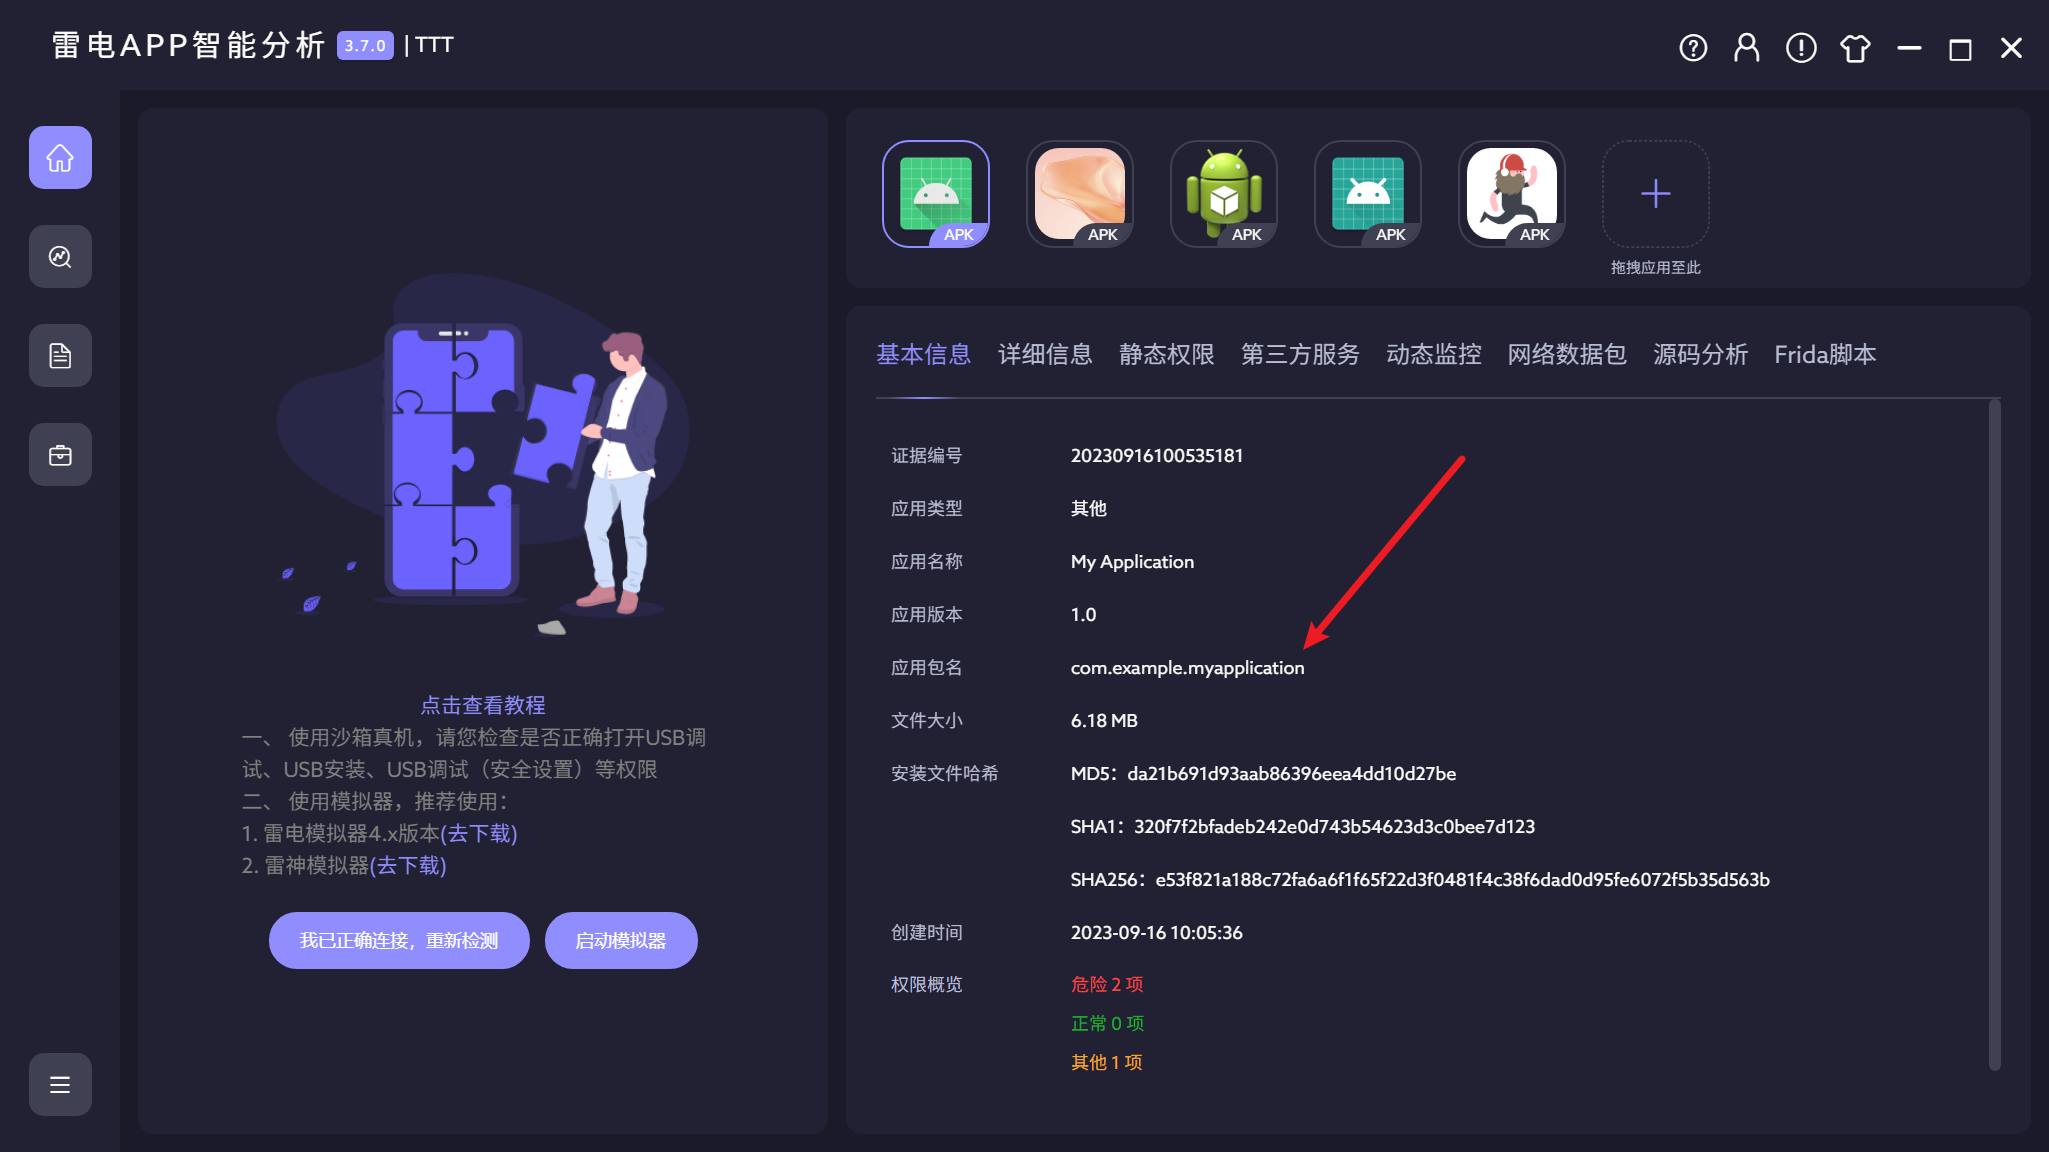 雷电APP智能分析 3.7.0 | TTT
APK APK APK APK APK
拖拽应用至此
基本信息 详细信息 静态权限 第三方服务 动态监控 网络数据包 源码分析 Frida脚本
证据编号 20230916100535181
应用类型 其他
应用名称 My Application
应用版本 1.0
应用包名 com.example.myapplication
文件大小 6.18 MB
安装文件哈希 MD5：da21b691d93aab86396eea4dd10d27be
SHA1：320f7f2bfadeb242e0d743b54623d3c0bee7d123
SHA256：e53f821a188c72fa6a6f1f65f22d3f0481f4c38f6dad0d95fe6072f5b35d563b
创建时间 2023-09-16 10:05:36
权限概览 危险 2 项
正常 0 项
其他 1 项
点击查看教程
一、 使用沙箱真机，请您检查是否正确打开USB调
试、USB安装、USB调试（安全设置）等权限
二、 使用模拟器，推荐使用：
1. 雷电模拟器4.x版本(去下载)
2. 雷神模拟器(去下载)
我已正确连接，重新检测 启动模拟器